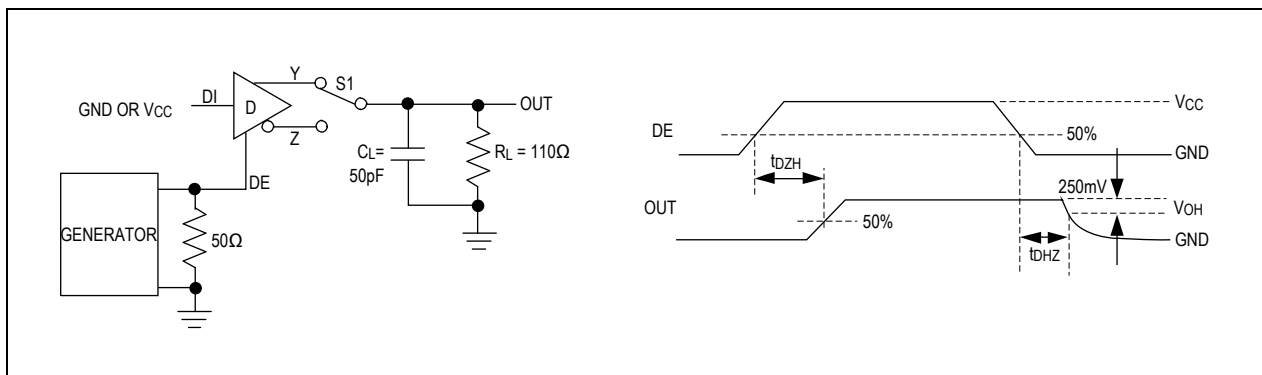 GND OR VCC
DI
D
Y
Z
S1
OUT
CL=
50pF
RL = 110Ω
DE
GENERATOR
50Ω
DE
VCC
50%
GND
tDZH
250mV
OUT
50%
VOH
GND
tDHZ